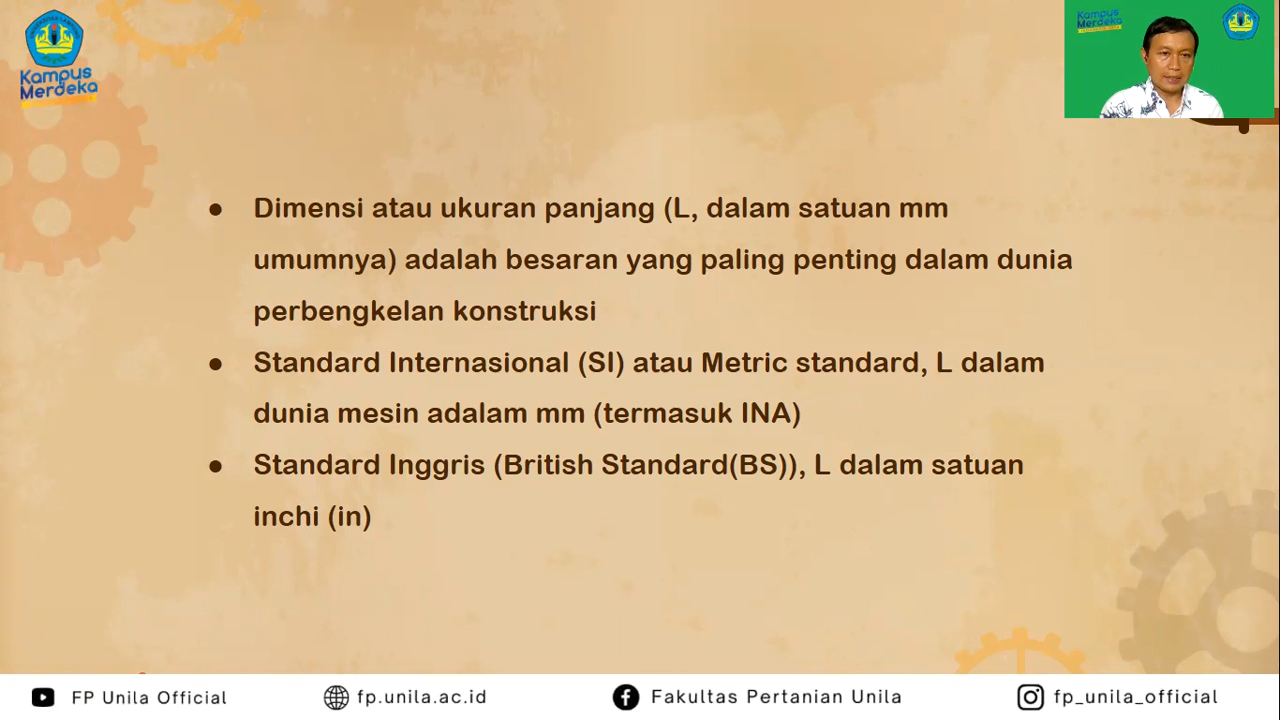 Kampus
Merdeka
Kampus
Merdeka
● Dimensi atau ukuran panjang (L, dalam satuan mm
umumnya) adalah besaran yang paling penting dalam dunia
perbengkelan konstruksi
● Standard Internasional (SI) atau Metric standard, L dalam
dunia mesin adalam mm (termasuk INA)
● Standard Inggris (British Standard(BS)), L dalam satuan
inchi (in)
FP Unila Official
fp.unila.ac.id
Fakultas Pertanian Unila
fp_unila_official